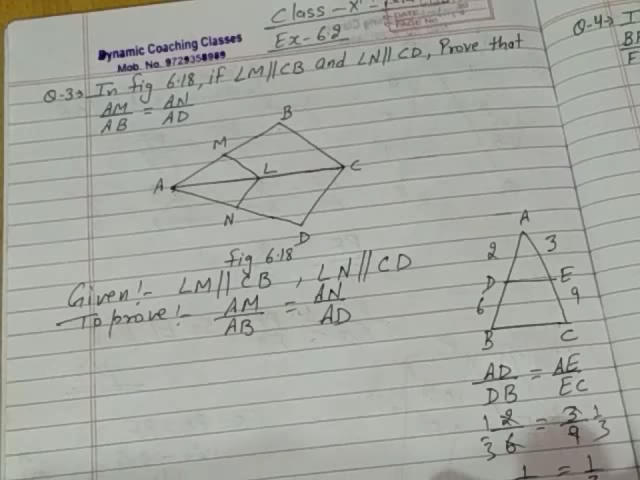 Class - X
Ex - 6.2
Dynamic Coaching Classes
Mob. No. 9729358989
Q-4→ I
BF
E
Q-3→ In fig 6.18, if LM // CB and LN // CD, Prove that
AM/AB = AN/AD
B
M
A
L
C
N
D
fig 6.18
Given!- LM // CB , LN // CD
To prove!- AM/AB = AN/AD
A
2 3
D E
6 9
B C
AD/DB = AE/EC
1/3 2/6 = 3/9 1/3
1 = 1